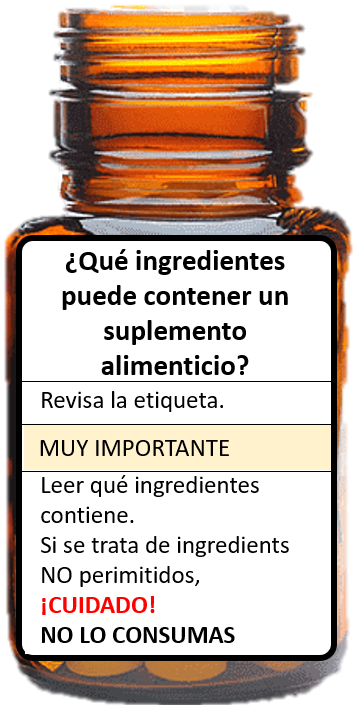 ¿Qué ingredientes
puede contener un
suplemento
alimenticio?
Revisa la etiqueta.
MUY IMPORTANTE
Leer qué ingredientes
contiene.
Si se trata de ingredients
NO perimitidos,
¡CUIDADO!
NO LO CONSUMAS